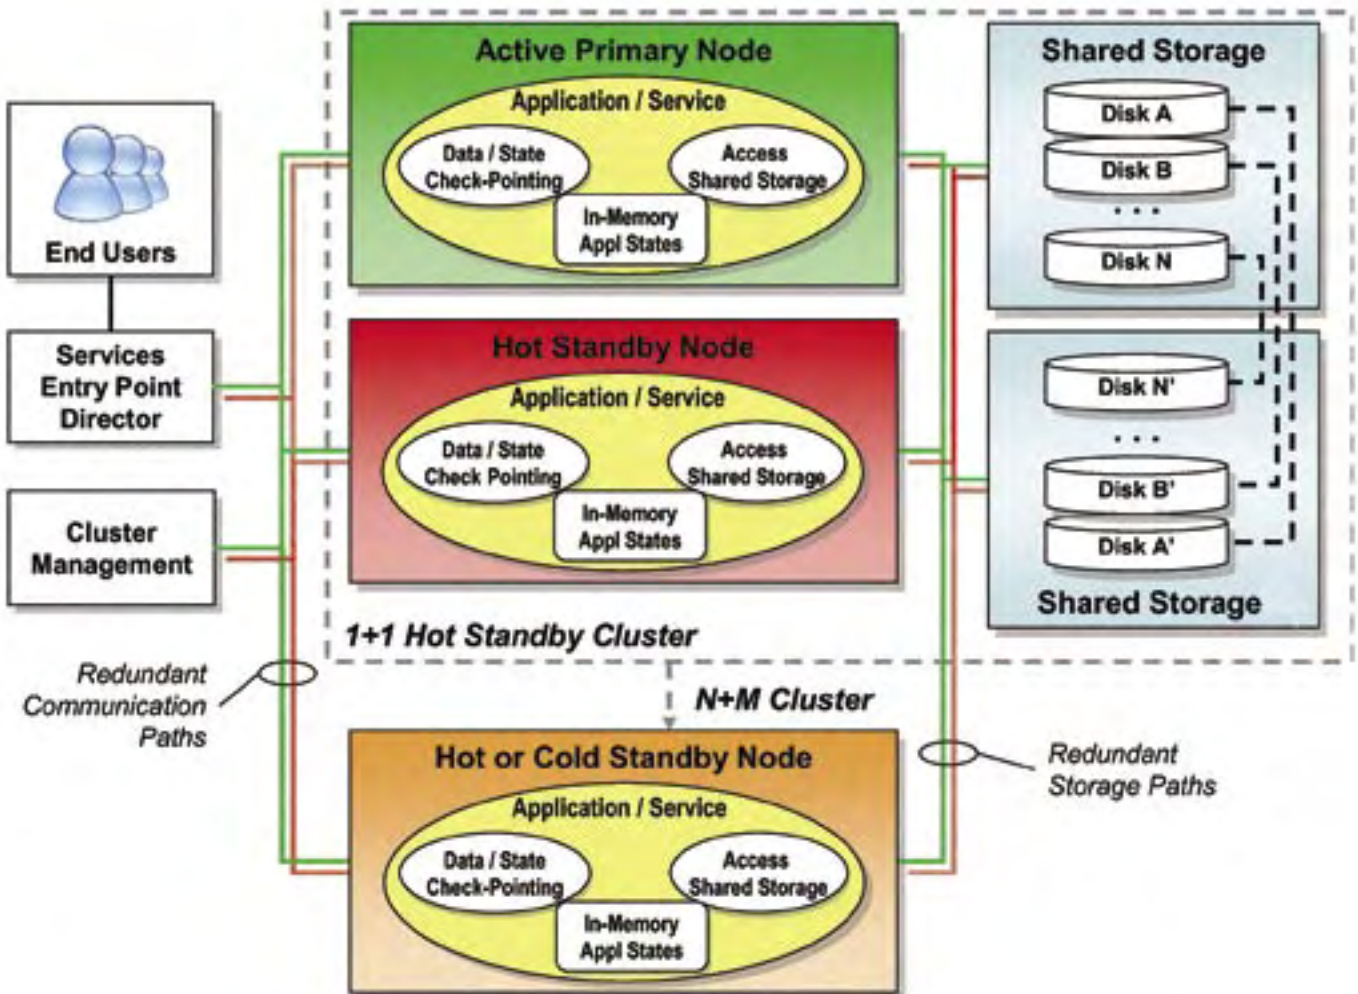 Active Primary Node
Application / Service
Data / State
Check-Pointing
Access
Shared Storage
In-Memory
Appl States
Shared Storage
Disk A
Disk B
. . .
Disk N
End Users
Services
Entry Point
Director
Hot Standby Node
Application / Service
Data / State
Check Pointing
Access
Shared Storage
In-Memory
Appl States
Disk N'
. . .
Disk B'
Disk A'
Shared Storage
Cluster
Management
1+1 Hot Standby Cluster
Redundant
Communication
Paths
N+M Cluster
Hot or Cold Standby Node
Application / Service
Data / State
Check-Pointing
Access
Shared Storage
In-Memory
Appl States
Redundant
Storage Paths